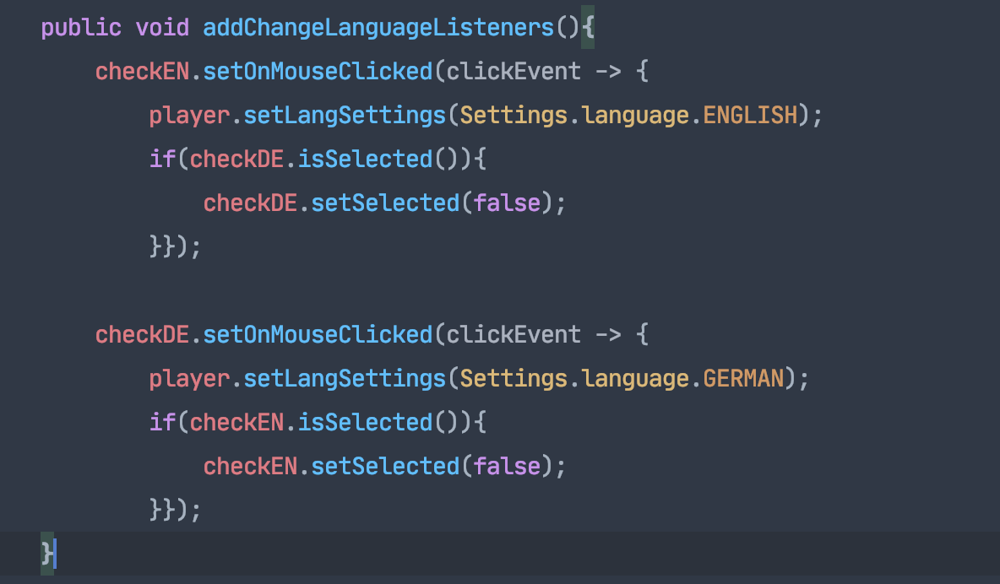 public void addChangeLanguageListeners(){
    checkEN.setOnMouseClicked(clickEvent -> {
        player.setLangSettings(Settings.language.ENGLISH);
        if(checkDE.isSelected()){
            checkDE.setSelected(false);
        }});

    checkDE.setOnMouseClicked(clickEvent -> {
        player.setLangSettings(Settings.language.GERMAN);
        if(checkEN.isSelected()){
            checkEN.setSelected(false);
        }});
}